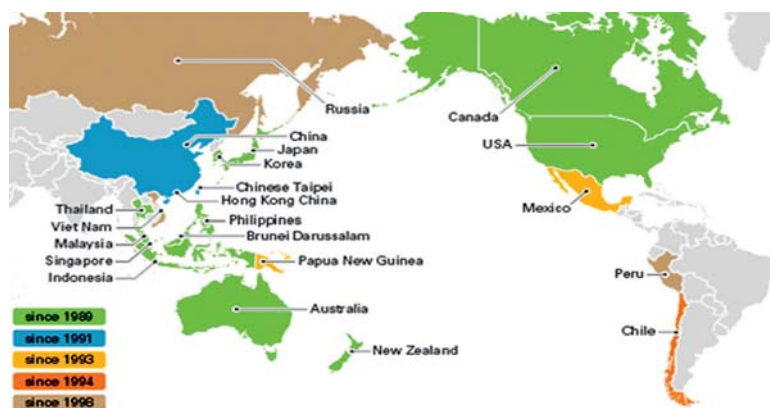 Russia
Canada
China
USA
Japan
Korea
Chinese Taipei
Hong Kong China
Mexico
Thailand
Philippines
Viet Nam
Brunei Darussalam
Malaysia
Singapore
Papua New Guinea
Indonesia
Peru
Australia
since 1989
Chile
since 1991
New Zealand
since 1993
since 1994
since 1998